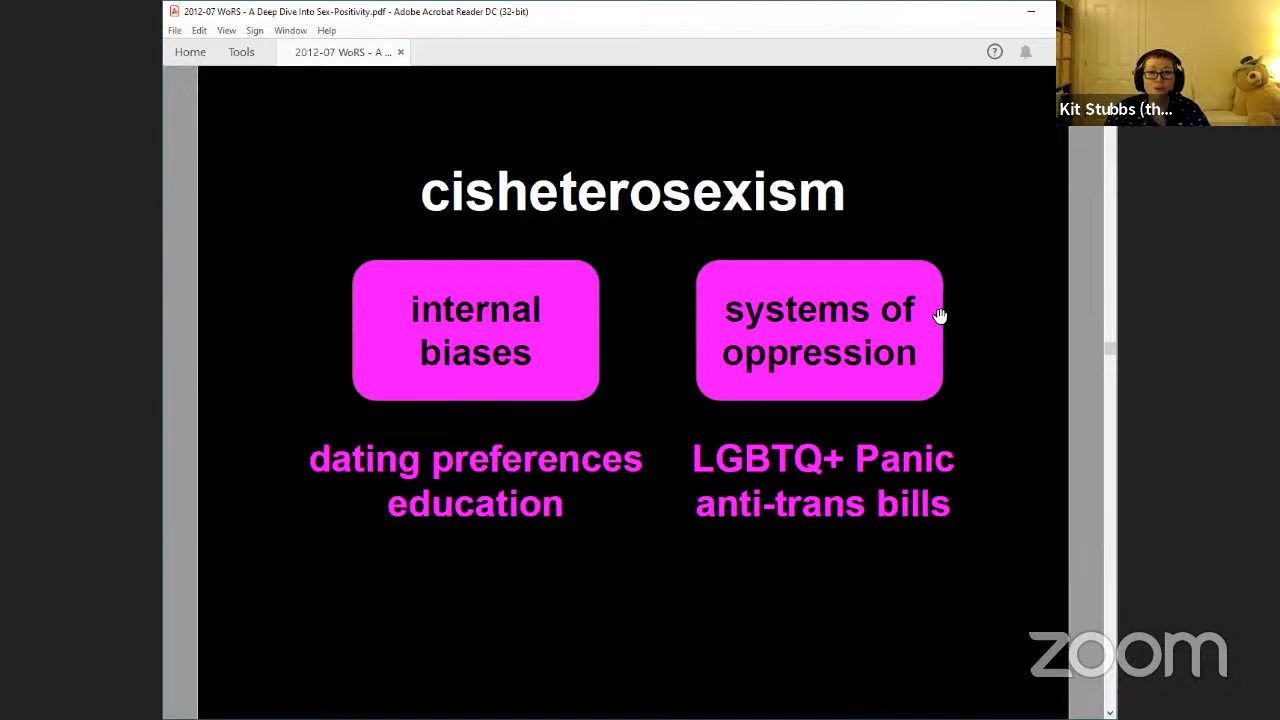 2012-07 WoRS - A Deep Dive Into Sex-Positivity.pdf - Adobe Acrobat Reader DC (32-bit)
File Edit View Sign Window Help
Home Tools 2012-07 WoRS - A ... ×
Kit Stubbs (th...
cisheterosexism
internal
biases
systems of
oppression
dating preferences
education
LGBTQ+ Panic
anti-trans bills
zoom